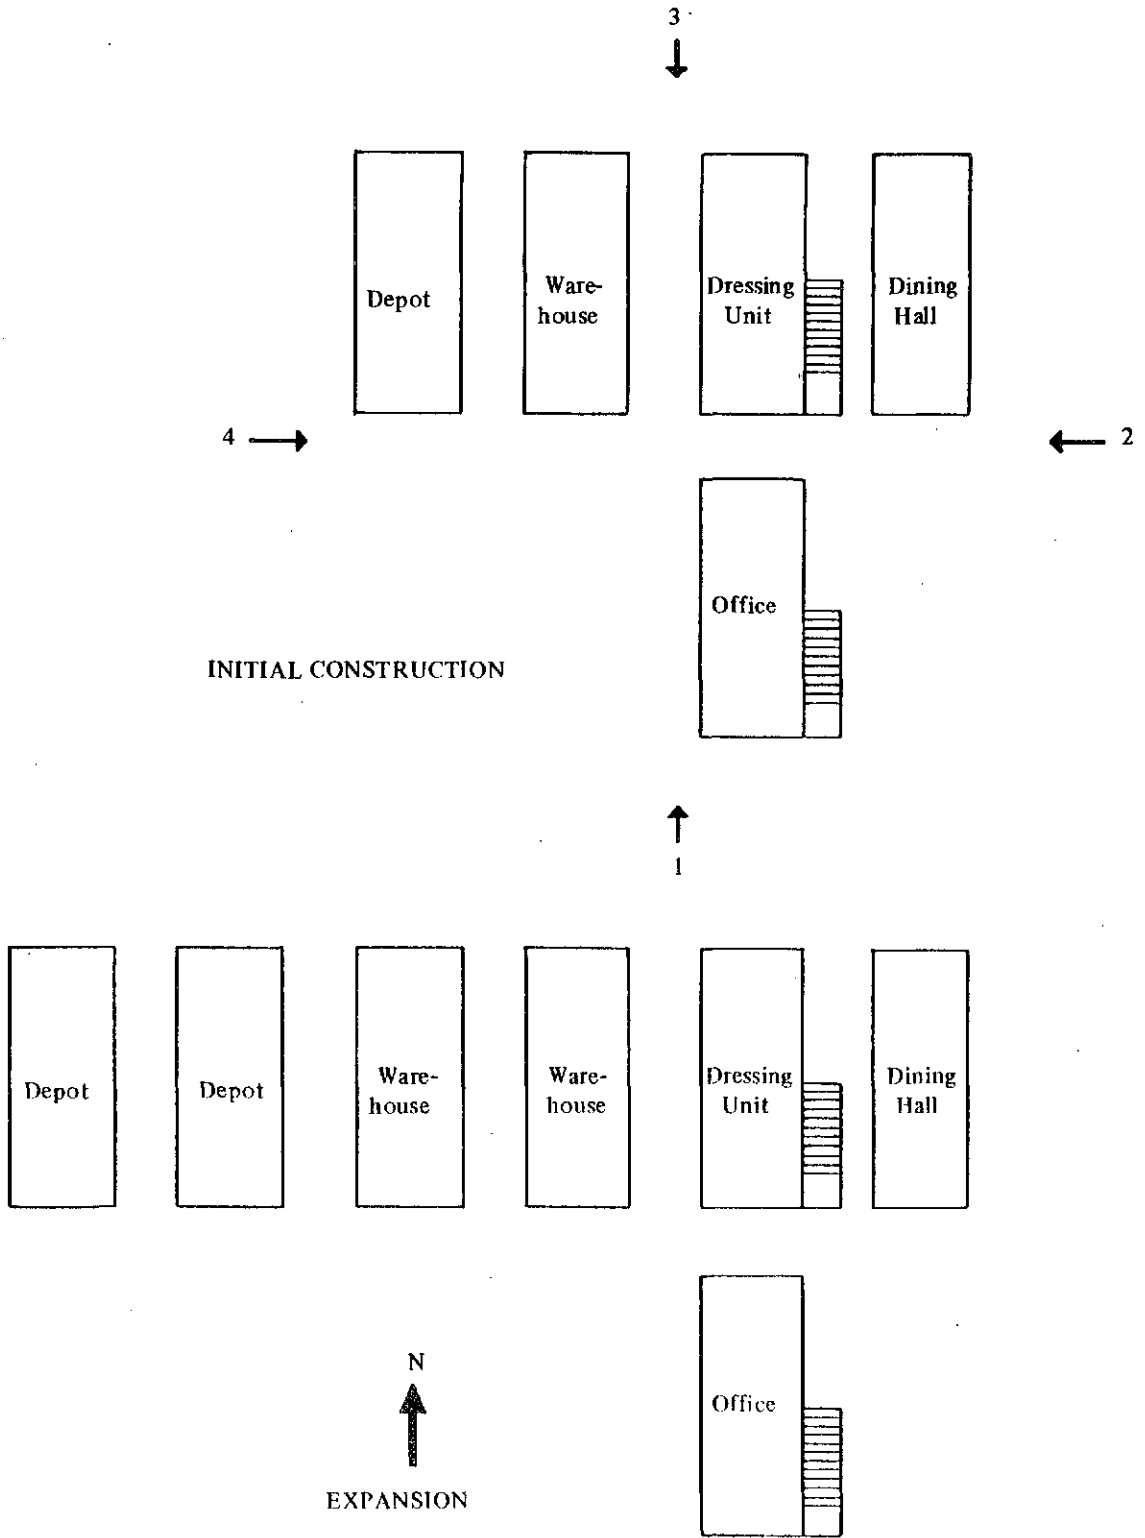 3
Depot
Ware-
house
Dressing
Unit
Dining
Hall
4
2
Office
INITIAL CONSTRUCTION
1
Depot
Depot
Ware-
house
Ware-
house
Dressing
Unit
Dining
Hall
N
Office
EXPANSION